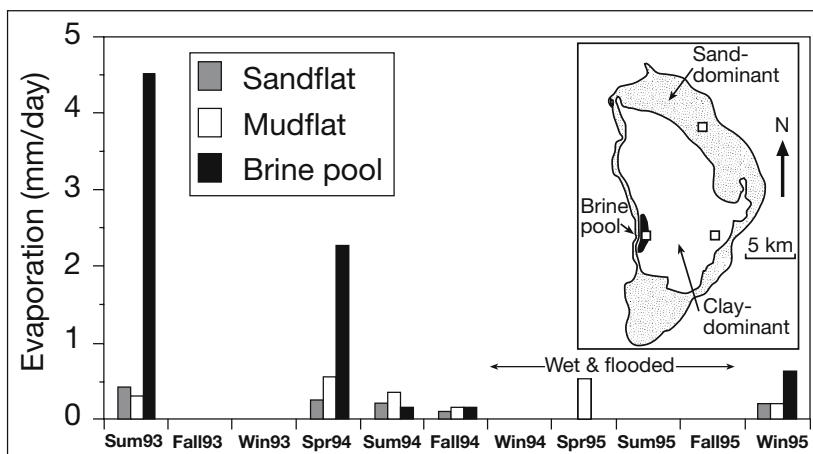 Evaporation (mm/day)
5
4
3
2
1
0
Sandflat
Mudflat
Brine pool
Sand-
dominant
N
Brine
pool
5 km
Clay-
dominant
Wet & flooded
Sum93 Fall93 Win93 Spr94 Sum94 Fall94 Win94 Spr95 Sum95 Fall95 Win95